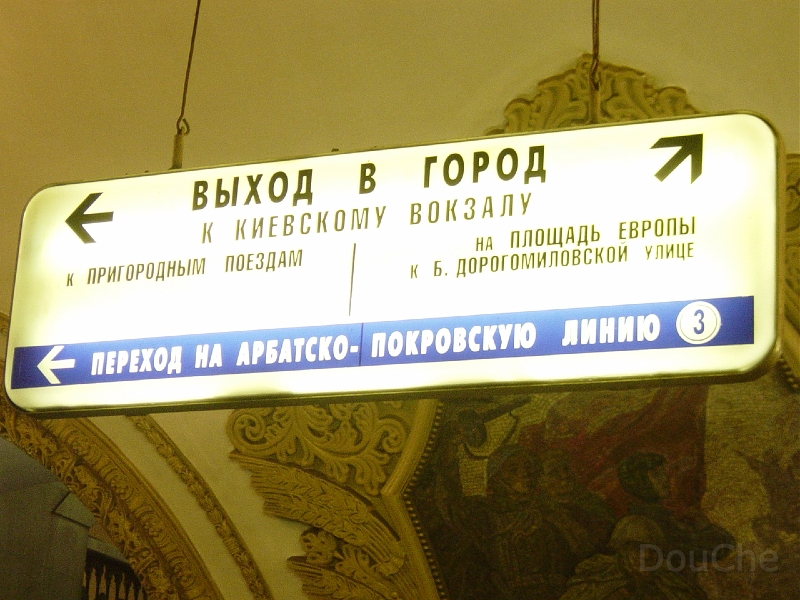 ВЫХОД В ГОРОД
К КИЕВСКОМУ ВОКЗАЛУ
К ПРИГОРОДНЫМ ПОЕЗДАМ
НА ПЛОЩАДЬ ЕВРОПЫ
К Б. ДОРОГОМИЛОВСКОЙ УЛИЦЕ
ПЕРЕХОД НА АРБАТСКО-ПОКРОВСКУЮ ЛИНИЮ 3
DouChe